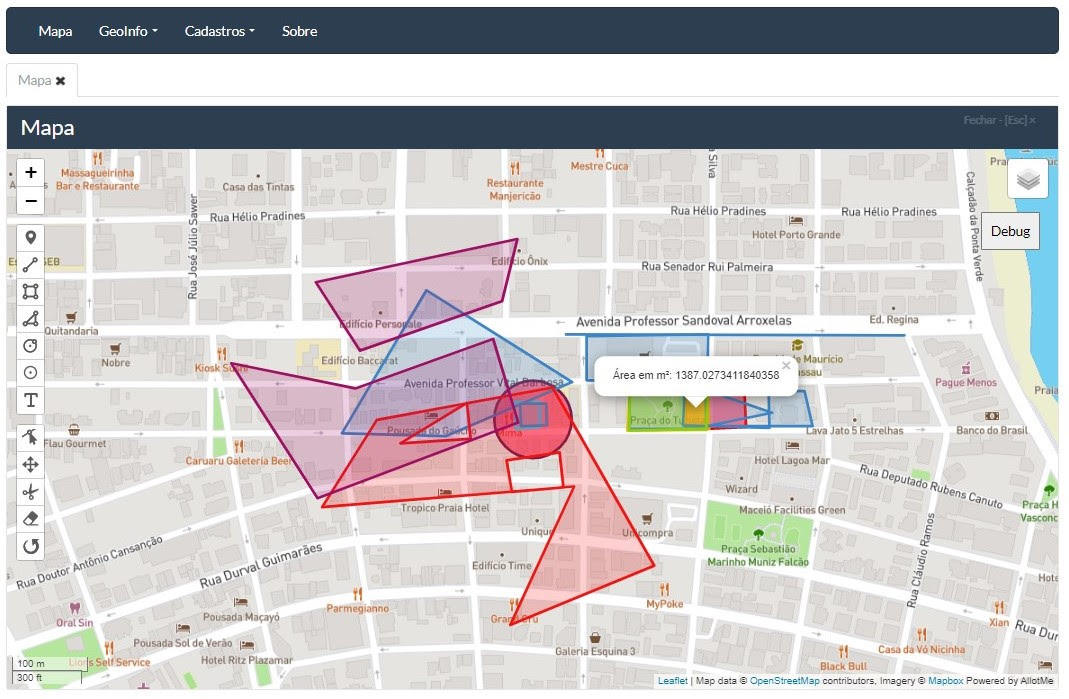 Mapa
GeoInfo
Cadastros
Sobre
Mapa ✖
Mapa
Fechar - [Esc] ×
+
−
T
Massagueirinha
Bar e Restaurante
Casa das Tintas
Restaurante
Manjericão
Mestre Cuca
Rua Hélio Pradines
Rua Hélio Pradines
Rua Hélio Pradines
Hotel Porto Grande
Calçadão da Ponta Verde
Debug
Rua José Júlio Sawer
Edifício Ônix
Rua Senador Rui Palmeira
Quitandaria
Edifício Personale
Avenida Professor Sandoval Arroxelas
Ed. Regina
Nobre
Kiosk Sushi
Edifício Baccarat
Avenida Professor Vital Barbosa
Área em m²: 1387.0273411840358
×
de Maurício
Pague Menos
Flau Gourmet
Pousada do Gaúcho
Praça do
Lava Jato 5 Estrelhas
Banco do Brasil
Caruaru Galeteria Beer
Hotel Lagoa Mar
Tropico Praia Hotel
Wizard
Maceió Facilities Green
Rua Deputado Rubens Canuto
Praça
Unicompra
Praça Sebastião
Marinho Muniz Falcão
Rua Doutor Antônio Cansanção
Rua Durval Guimarães
Edifício Time
Rua Cláudio Ramos
Oral Sin
Pousada Maçayó
Parmegianno
MyPoke
Xian
Rua
Pousada Sol de Verão
Galeria Esquina 3
Casa da Vó Nicinha
100 m
300 ft
Self Service
Hotel Ritz Plazamar
Black Bull
Leaflet | Map data © OpenStreetMap contributors, Imagery © Mapbox Powered by AllotMe